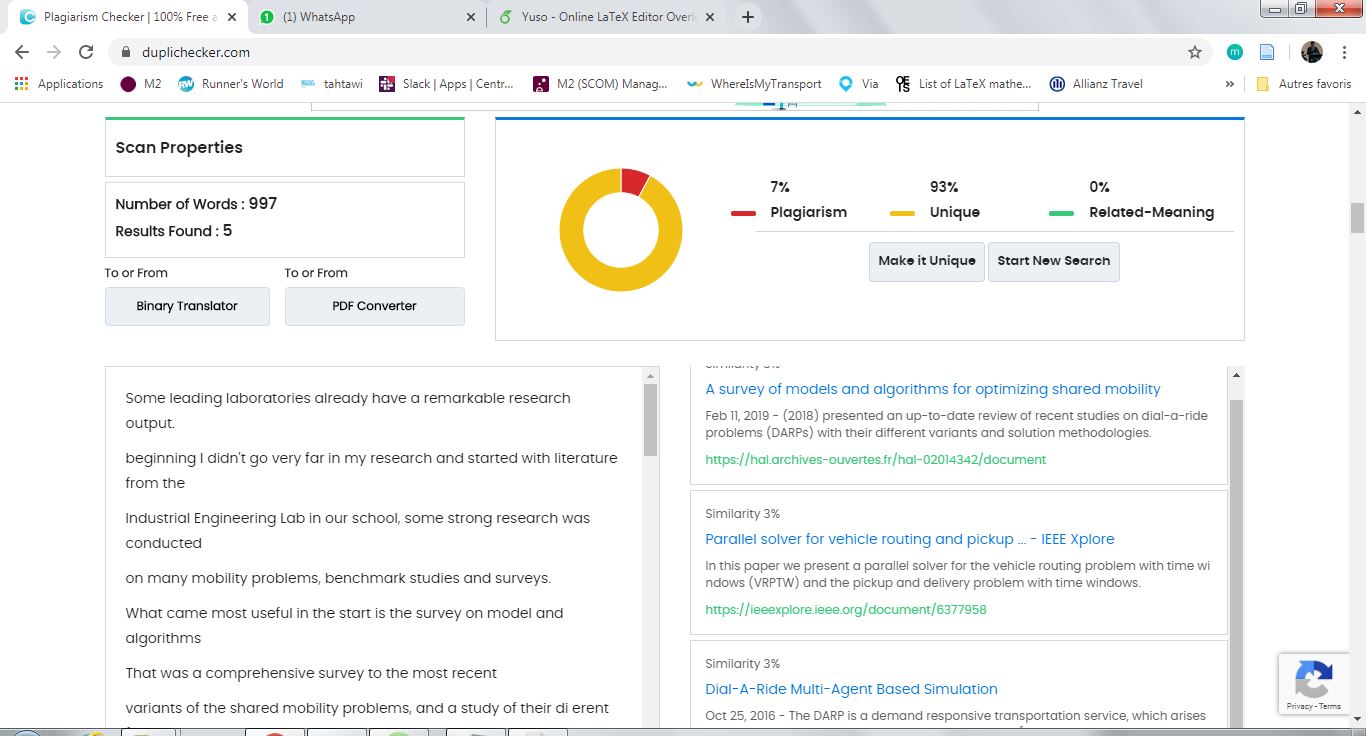 Plagiarism Checker | 100% Free a
(1) WhatsApp
Yuso - Online LaTeX Editor Overl
duplichecker.com
Applications
M2
Runner's World
tahtawi
Slack | Apps | Centr...
M2 (SCOM) Manag...
WhereIsMyTransport
Via
List of LaTeX mathe...
Allianz Travel
»
Autres favoris
Scan Properties
Number of Words : 997
Results Found : 5
To or From
To or From
Binary Translator
PDF Converter
7%
Plagiarism
93%
Unique
0%
Related-Meaning
Make it Unique
Start New Search
Some leading laboratories already have a remarkable research
output.
beginning I didn't go very far in my research and started with literature
from the
Industrial Engineering Lab in our school, some strong research was
conducted
on many mobility problems, benchmark studies and surveys.
What came most useful in the start is the survey on model and
algorithms
That was a comprehensive survey to the most recent
variants of the shared mobility problems, and a study of their di erent
A survey of models and algorithms for optimizing shared mobility
Feb 11, 2019 - (2018) presented an up-to-date review of recent studies on dial-a-ride
problems (DARPs) with their different variants and solution methodologies.
https://hal.archives-ouvertes.fr/hal-02014342/document
Similarity 3%
Parallel solver for vehicle routing and pickup ... - IEEE Xplore
In this paper we present a parallel solver for the vehicle routing problem with time wi
ndows (VRPTW) and the pickup and delivery problem with time windows.
https://ieeexplore.ieee.org/document/6377958
Similarity 3%
Dial-A-Ride Multi-Agent Based Simulation
Oct 25, 2016 - The DARP is a demand responsive transportation service, which arises
Privacy - Terms